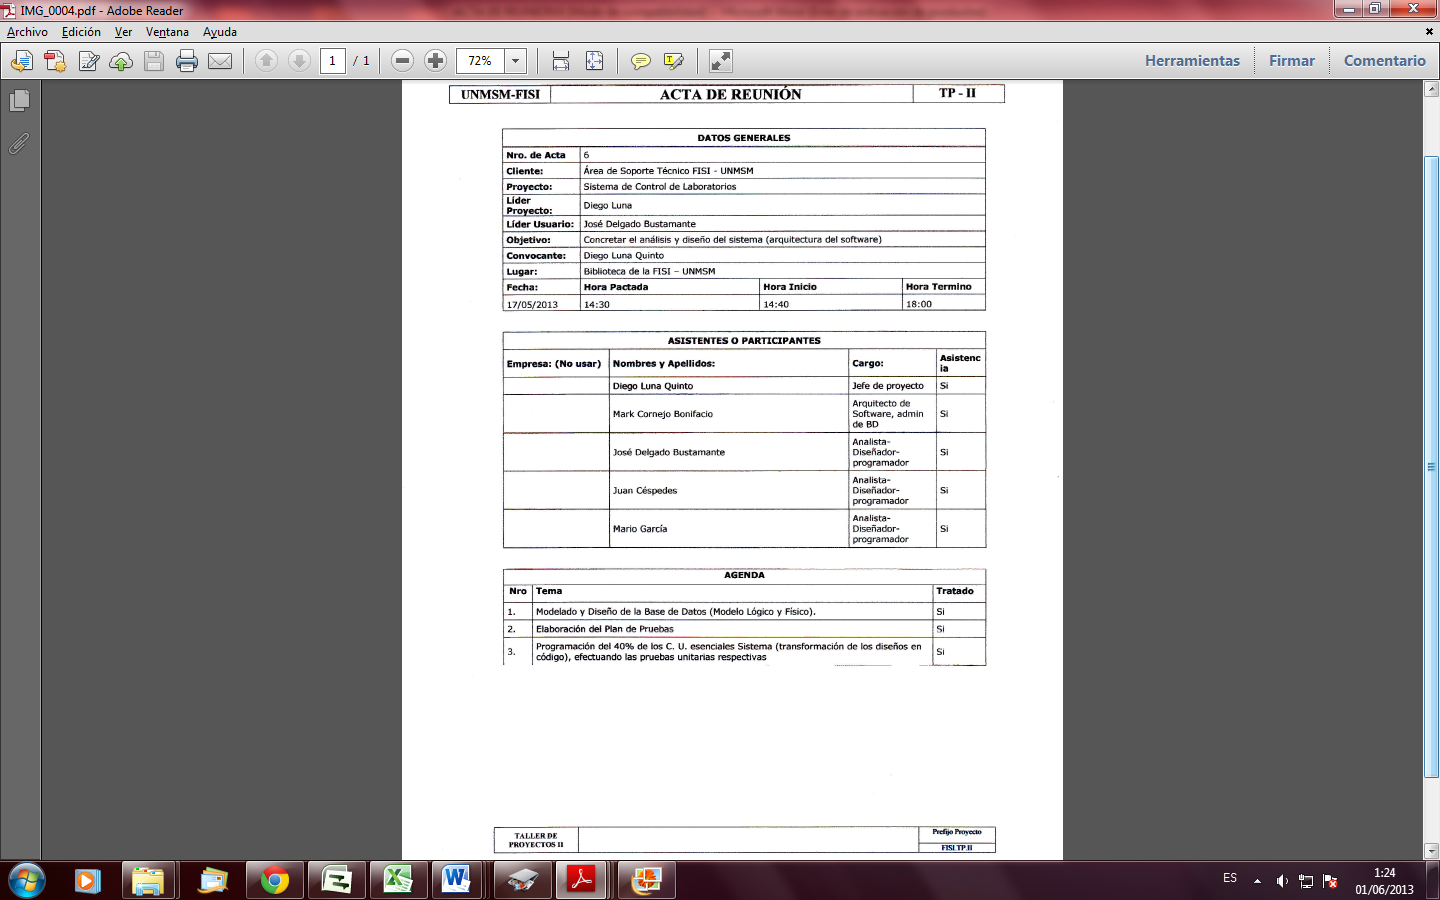 IMG_0004.pdf - Adobe Reader
Archivo Edición Ver Ventana Ayuda
1 / 1 72% Herramientas Firmar Comentario
UNMSM-FISI ACTA DE REUNIÓN TP - II
DATOS GENERALES
Nro. de Acta 6
Cliente: Área de Soporte Técnico FISI - UNMSM
Proyecto: Sistema de Control de Laboratorios
Líder
Proyecto: Diego Luna
Líder Usuario: José Delgado Bustamante
Objetivo: Concretar el análisis y diseño del sistema (arquitectura del software)
Convocante: Diego Luna Quinto
Lugar: Biblioteca de la FISI – UNMSM
Fecha: Hora Pactada Hora Inicio Hora Termino
17/05/2013 14:30 14:40 18:00
ASISTENTES O PARTICIPANTES
Empresa: (No usar) Nombres y Apellidos: Cargo: Asistenc
ia
Diego Luna Quinto Jefe de proyecto Si
Arquitecto de
Mark Cornejo Bonifacio Software, admin Si
de BD
Analista-
José Delgado Bustamante Diseñador- Si
programador
Analista-
Juan Céspedes Diseñador- Si
programador
Analista-
Mario García Diseñador- Si
programador
AGENDA
Nro Tema Tratado
1. Modelado y Diseño de la Base de Datos (Modelo Lógico y Físico). Si
2. Elaboración del Plan de Pruebas Si
3. Programación del 40% de los C. U. esenciales Sistema (transformación de los diseños en
código), efectuando las pruebas unitarias respectivas Si
TALLER DE
PROYECTOS II
Prefijo Proyecto
FISI.TP.II
ES 1:24
01/06/2013